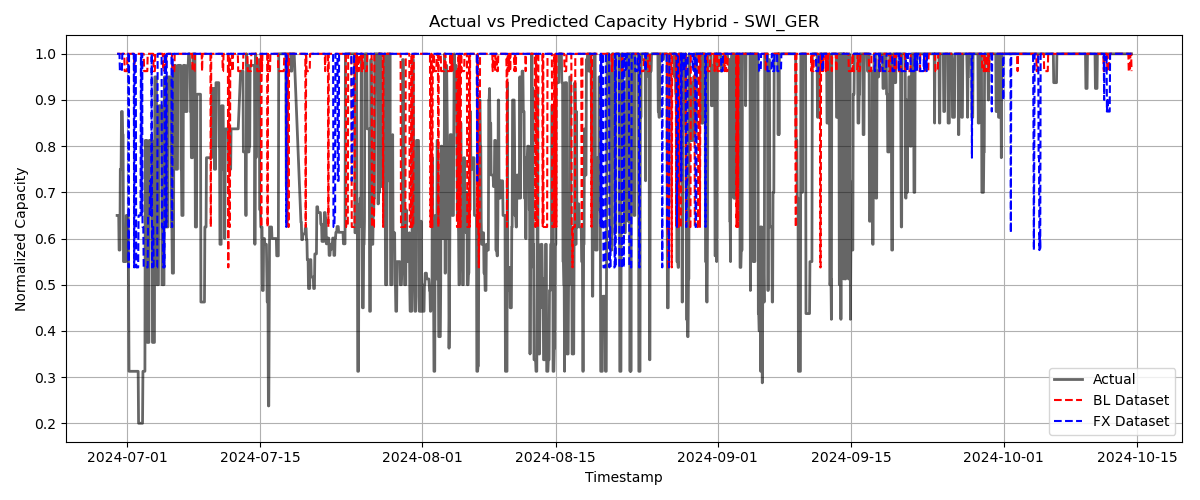 Actual vs Predicted Capacity Hybrid - SWI_GER
Normalized Capacity
1.0
0.9
0.8
0.7
0.6
0.5
0.4
0.3
0.2
Actual
BL Dataset
FX Dataset
2024-07-01 2024-07-15 2024-08-01 2024-08-15 2024-09-01 2024-09-15 2024-10-01 2024-10-15
Timestamp